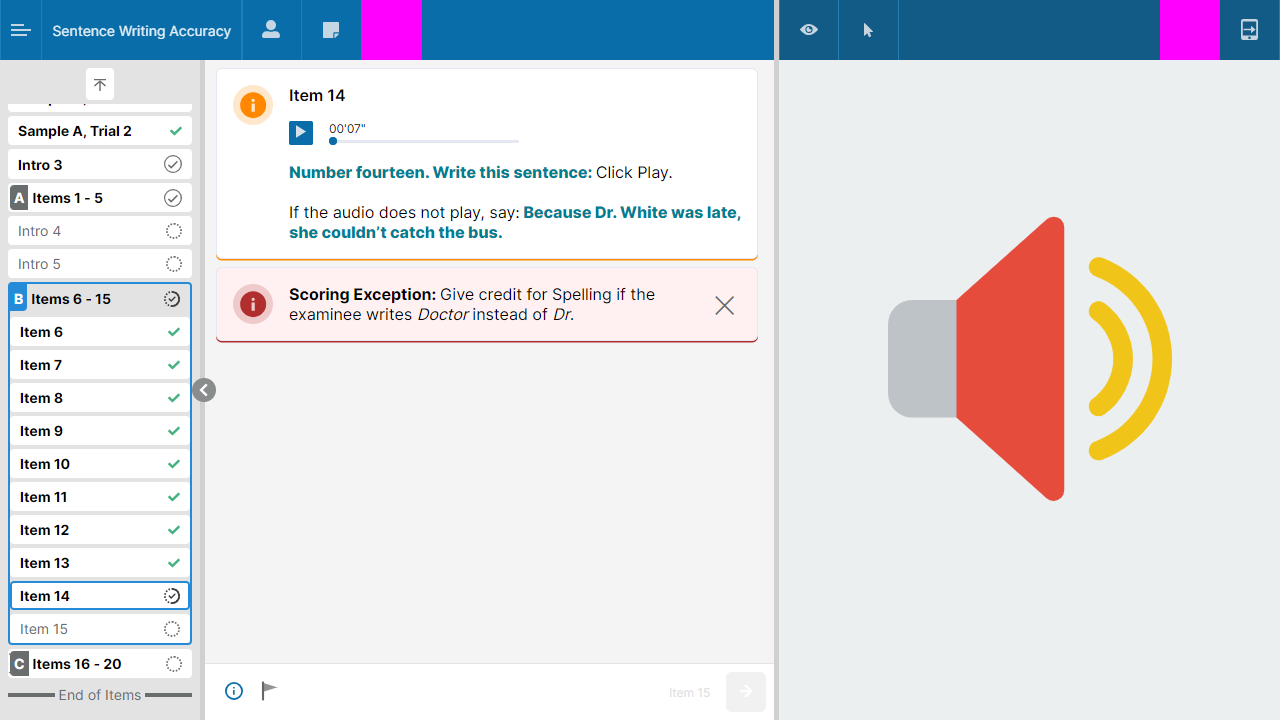 Sentence Writing Accuracy
Sample A, Trial 2
Intro 3
A Items 1 - 5
Intro 4
Intro 5
B Items 6 - 15
Item 6
Item 7
Item 8
Item 9
Item 10
Item 11
Item 12
Item 13
Item 14
Item 15
C Items 16 - 20
End of Items
Item 14
00'07"
Number fourteen. Write this sentence: Click Play.
If the audio does not play, say: Because Dr. White was late,
she couldn't catch the bus.
Scoring Exception: Give credit for Spelling if the
examinee writes Doctor instead of Dr.
Item 15